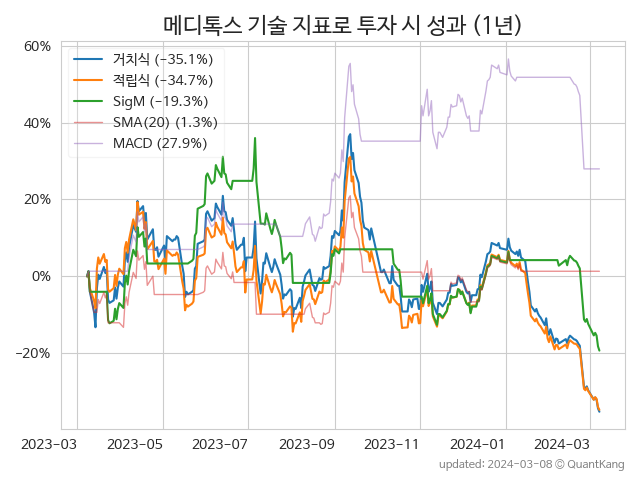 메디톡스 기술 지표로 투자 시 성과 (1년)
60%
40%
20%
0%
−20%
거치식 (−35.1%)
적립식 (−34.7%)
SigM (−19.3%)
SMA(20) (1.3%)
MACD (27.9%)
2023−03 2023−05 2023−07 2023−09 2023−11 2024−01 2024−03
updated: 2024-03-08 © QuantKang